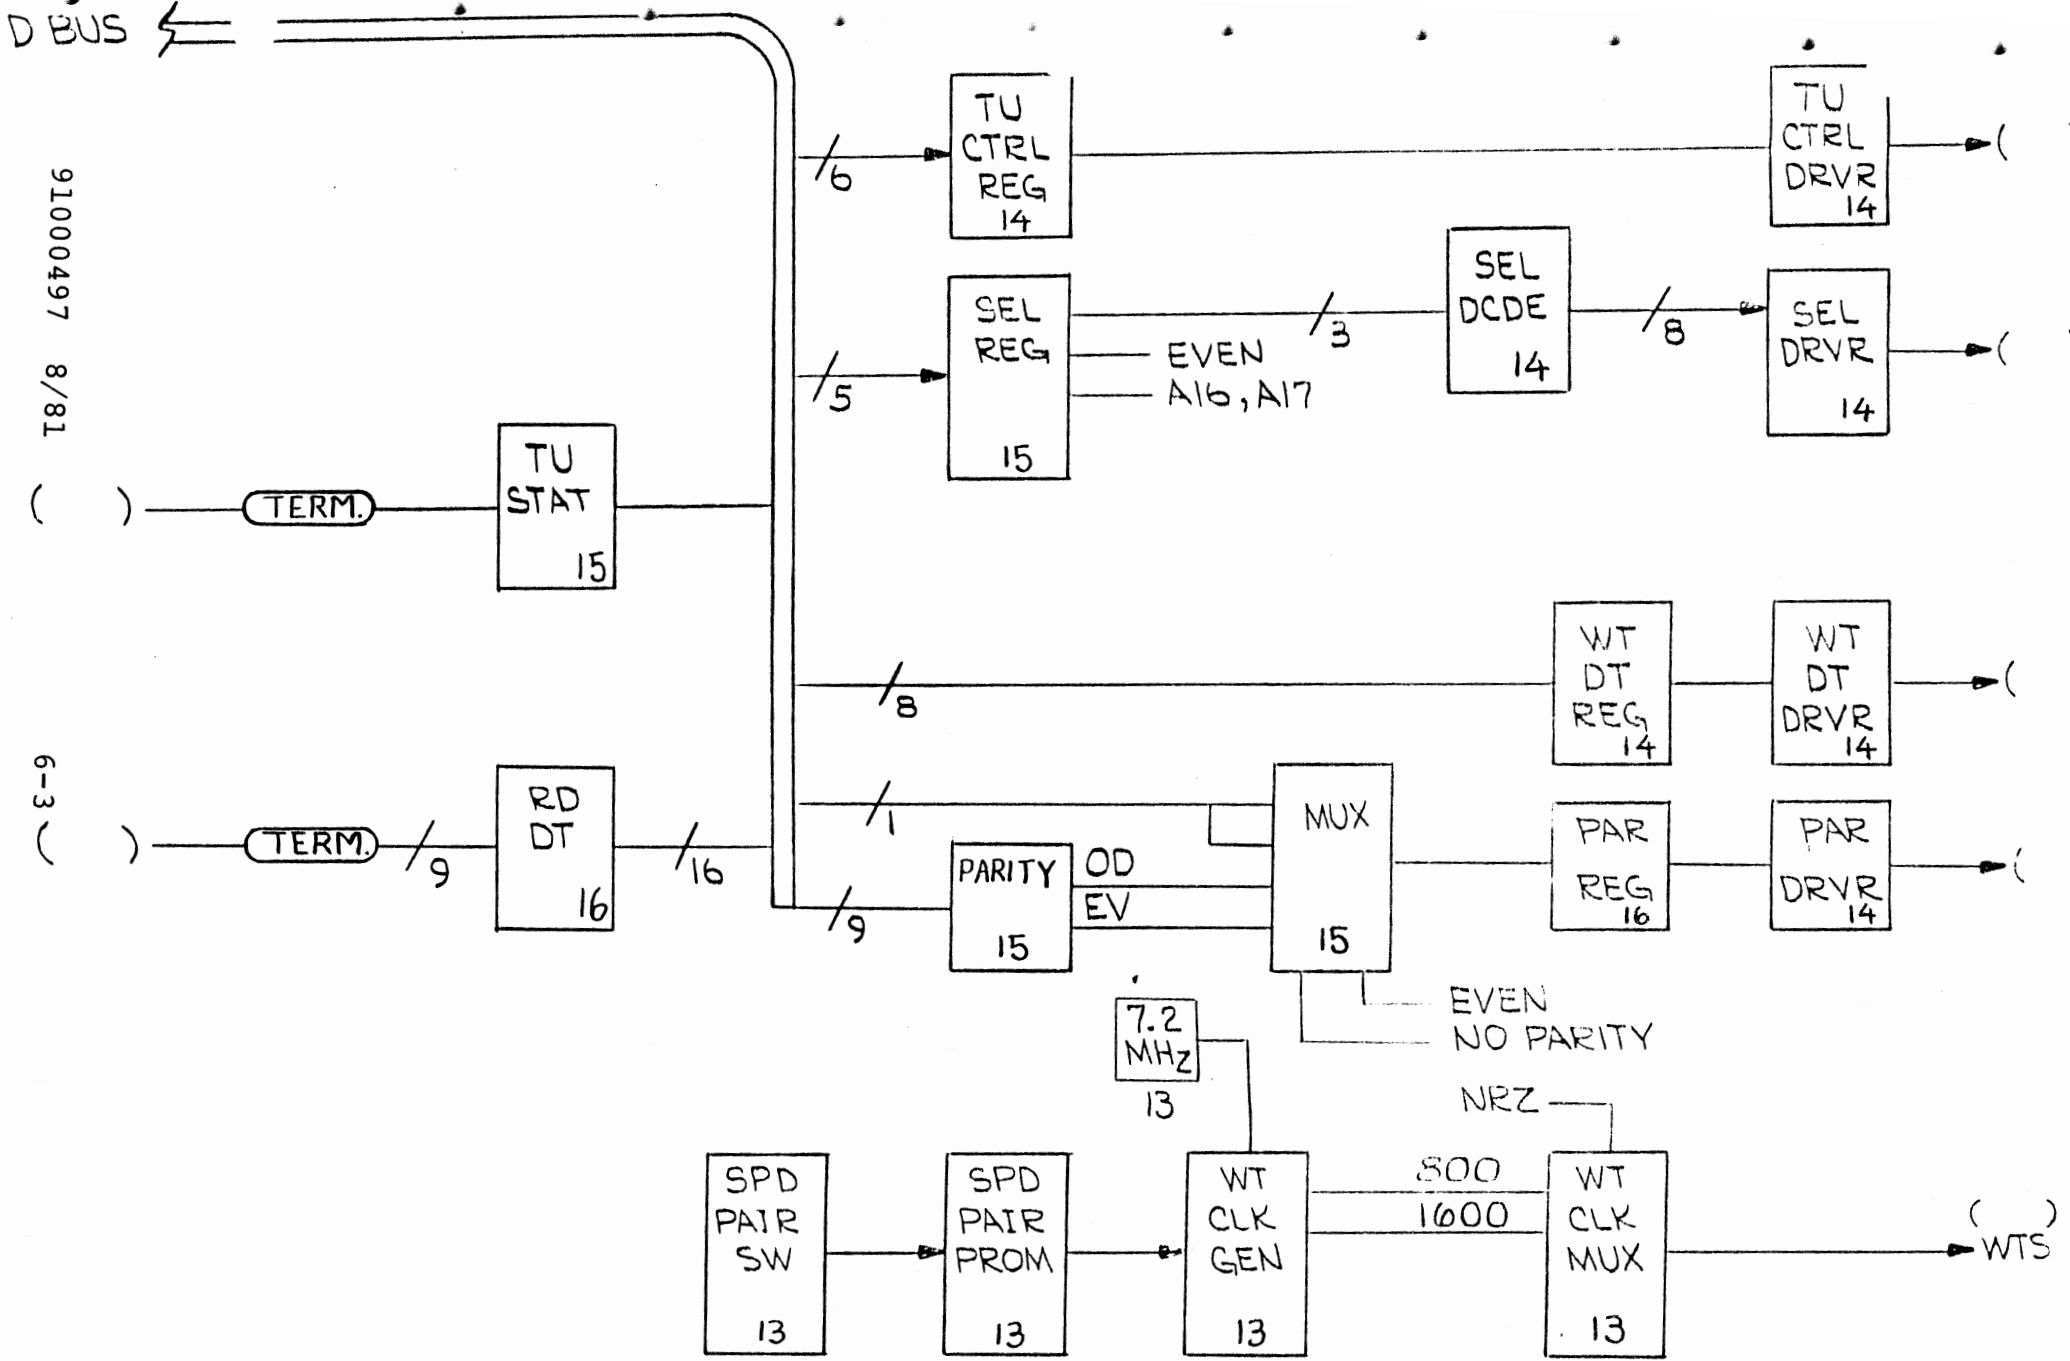 D BUS
91000497 8/81
6-3
TU
CTRL
REG
14
6
TU
CTRL
DRVR
14
(
SEL
REG
15
5
3
EVEN
A16, A17
SEL
DCDE
14
8
SEL
DRVR
14
(
( )
TERM.
TU
STAT
15
8
WT
DT
REG
14
WT
DT
DRVR
14
(
( )
TERM.
9
RD
DT
16
16
1
9
PARITY
15
OD
EV
MUX
15
EVEN
NO PARITY
PAR
REG
16
PAR
DRVR
14
(
7.2
MHz
13
NRZ
SPD
PAIR
SW
13
SPD
PAIR
PROM
13
WT
CLK
GEN
13
800
1600
WT
CLK
MUX
13
( )
WTS